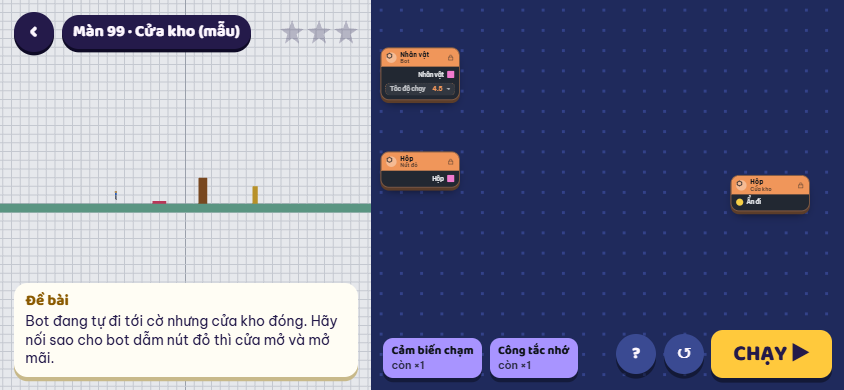 Màn 99 · Cửa kho (mẫu)
Nhân vật
Bot
Nhân vật
Tốc độ chạy 4.5
Hộp
Nút đỏ
Hộp
Hộp
Cửa kho
Ẩn đi
Đề bài
Bot đang tự đi tới cờ nhưng cửa kho đóng. Hãy
nối sao cho bot dẫm nút đỏ thì cửa mở và mở
mãi.
Cảm biến chạm
còn ×1
Công tắc nhớ
còn ×1
?
CHẠY